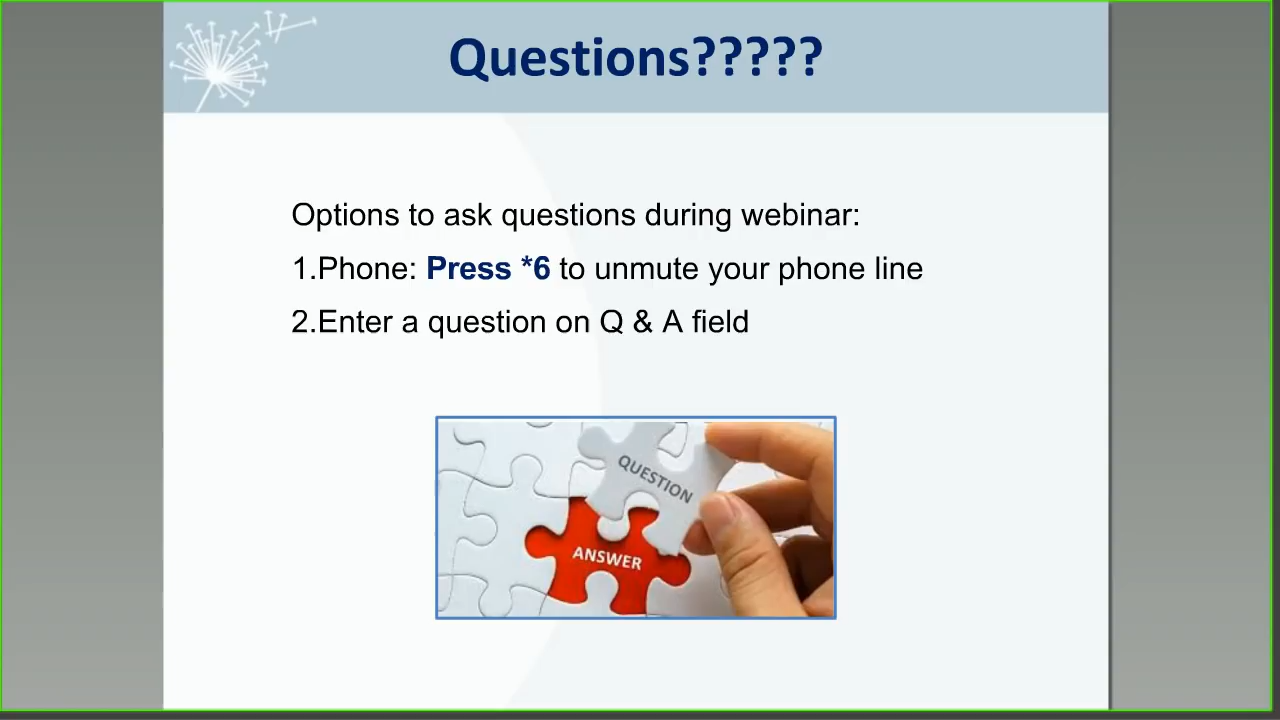 Questions?????
Options to ask questions during webinar:
1.Phone: Press *6 to unmute your phone line
2.Enter a question on Q & A field
QUESTION
ANSWER